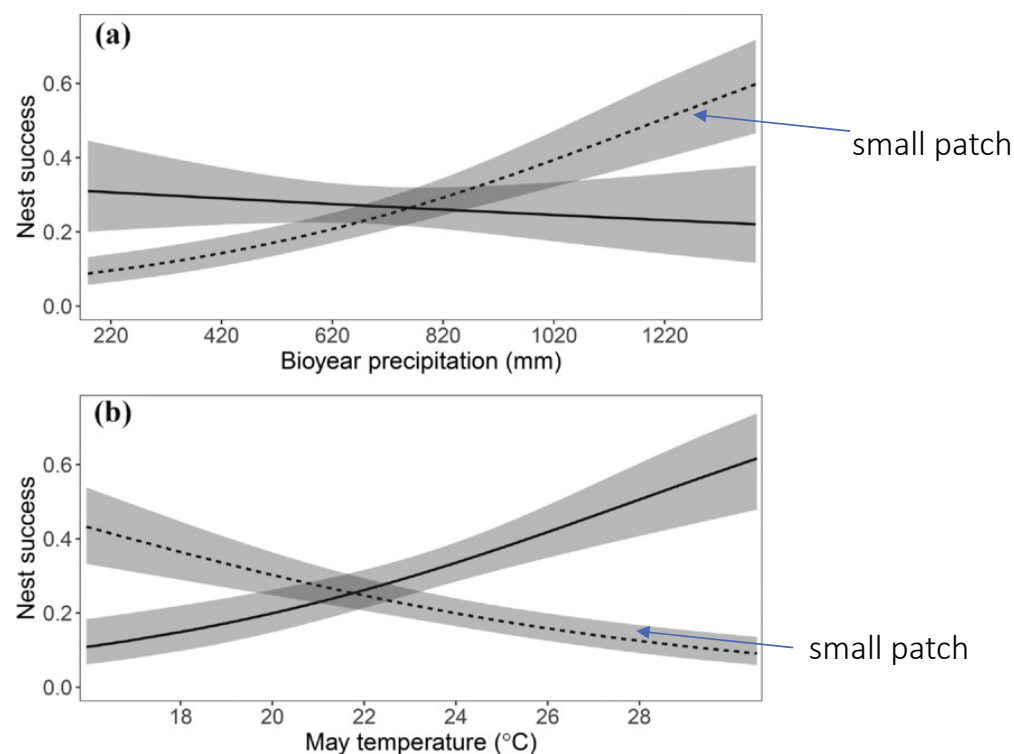 (a)
Nest success
0.6
0.4
0.2
0.0
220 420 620 820 1020 1220
Bioyear precipitation (mm)
small patch
(b)
Nest success
0.6
0.4
0.2
0.0
18 20 22 24 26 28
May temperature (°C)
small patch